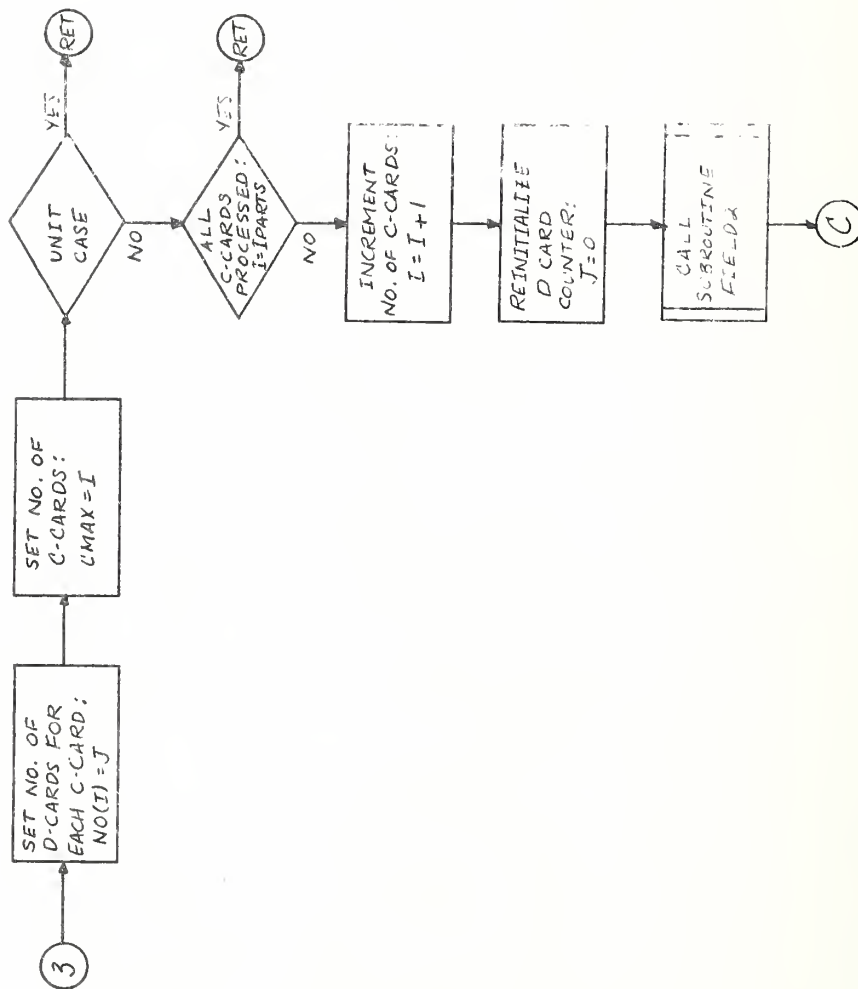 3
SET NO. OF
D-CARDS FOR
EACH C-CARD:
NO(I)=J
SET NO. OF
C-CARDS:
=I
UNIT
CASE
YES
RET
NO
ALL
C-CARDS
PROCESSED:
I=IPARTS
YES
RET
NO
INCREMENT
NO. OF C-CARDS:
I=I+1
REINITIALIZE
D CARD
COUNTER:
J=0
CALL
SUBROUTINE
C